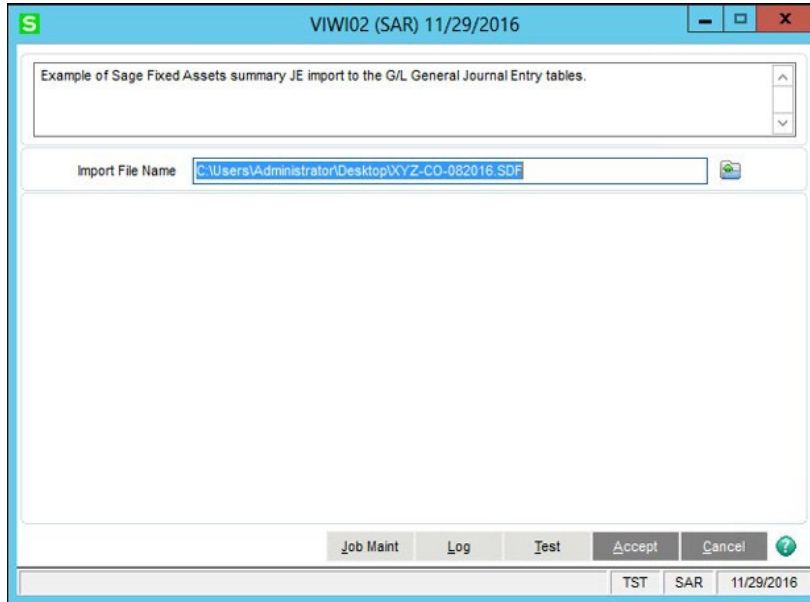 S
VIWI02 (SAR) 11/29/2016
Example of Sage Fixed Assets summary JE import to the G/L General Journal Entry tables.
Import File Name C:\Users\Administrator\Desktop\XYZ-CO-082016.SDF
Job Maint Log Test Accept Cancel ?
TST SAR 11/29/2016